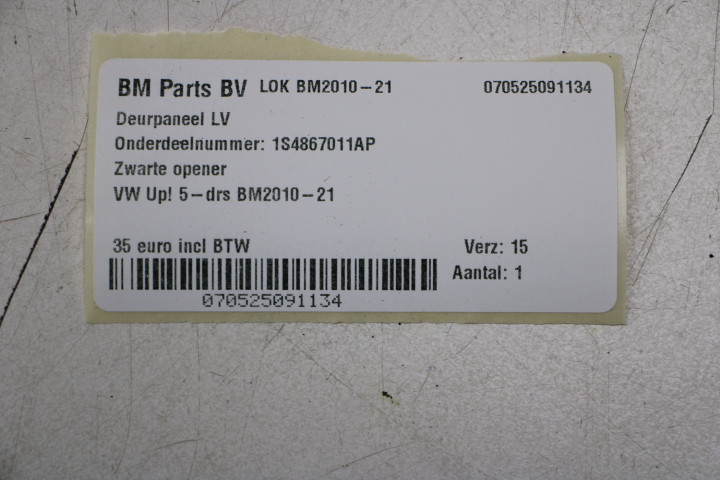 BM Parts BV LOK BM2010-21 070525091134
Deurpaneel LV
Onderdeelnummer: 1S4867011AP
Zwarte opener
VW Up! 5-drs BM2010-21
35 euro incl BTW Verz: 15
Aantal: 1
070525091134